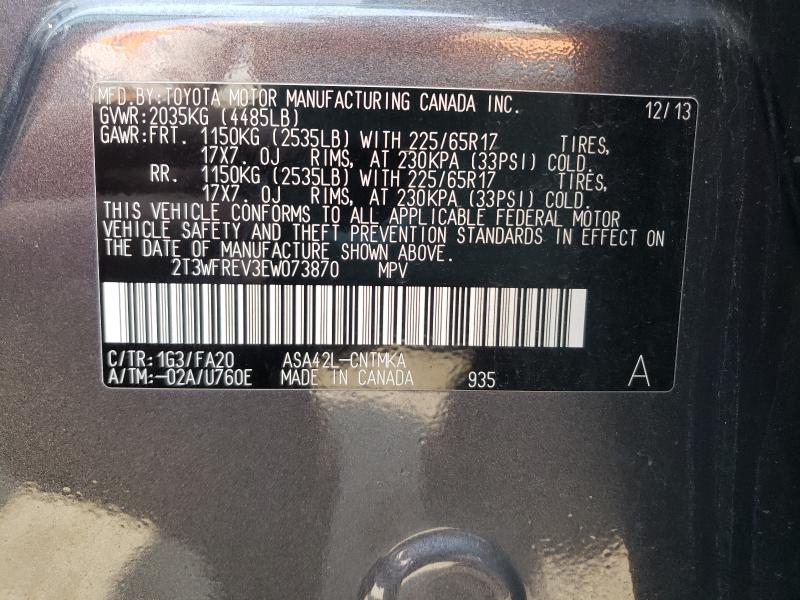 MFD.BY:TOYOTA MOTOR MANUFACTURING CANADA INC. 12/13
GVWR:2035KG (4485LB)
GAWR:FRT. 1150KG (2535LB) WITH 225/65R17 TIRES,
17X7.0J RIMS, AT 230KPA (33PSI) COLD.
RR. 1150KG (2535LB) WITH 225/65R17 TIRES,
17X7.0J RIMS, AT 230KPA (33PSI) COLD.
THIS VEHICLE CONFORMS TO ALL APPLICABLE FEDERAL MOTOR
VEHICLE SAFETY AND THEFT PREVENTION STANDARDS IN EFFECT ON
THE DATE OF MANUFACTURE SHOWN ABOVE.
2T3WFREV3EW073870 MPV
C/TR:1G3/FA20 ASA42L-CNTMKA
A/TM:-02A/U760E MADE IN CANADA 935 A